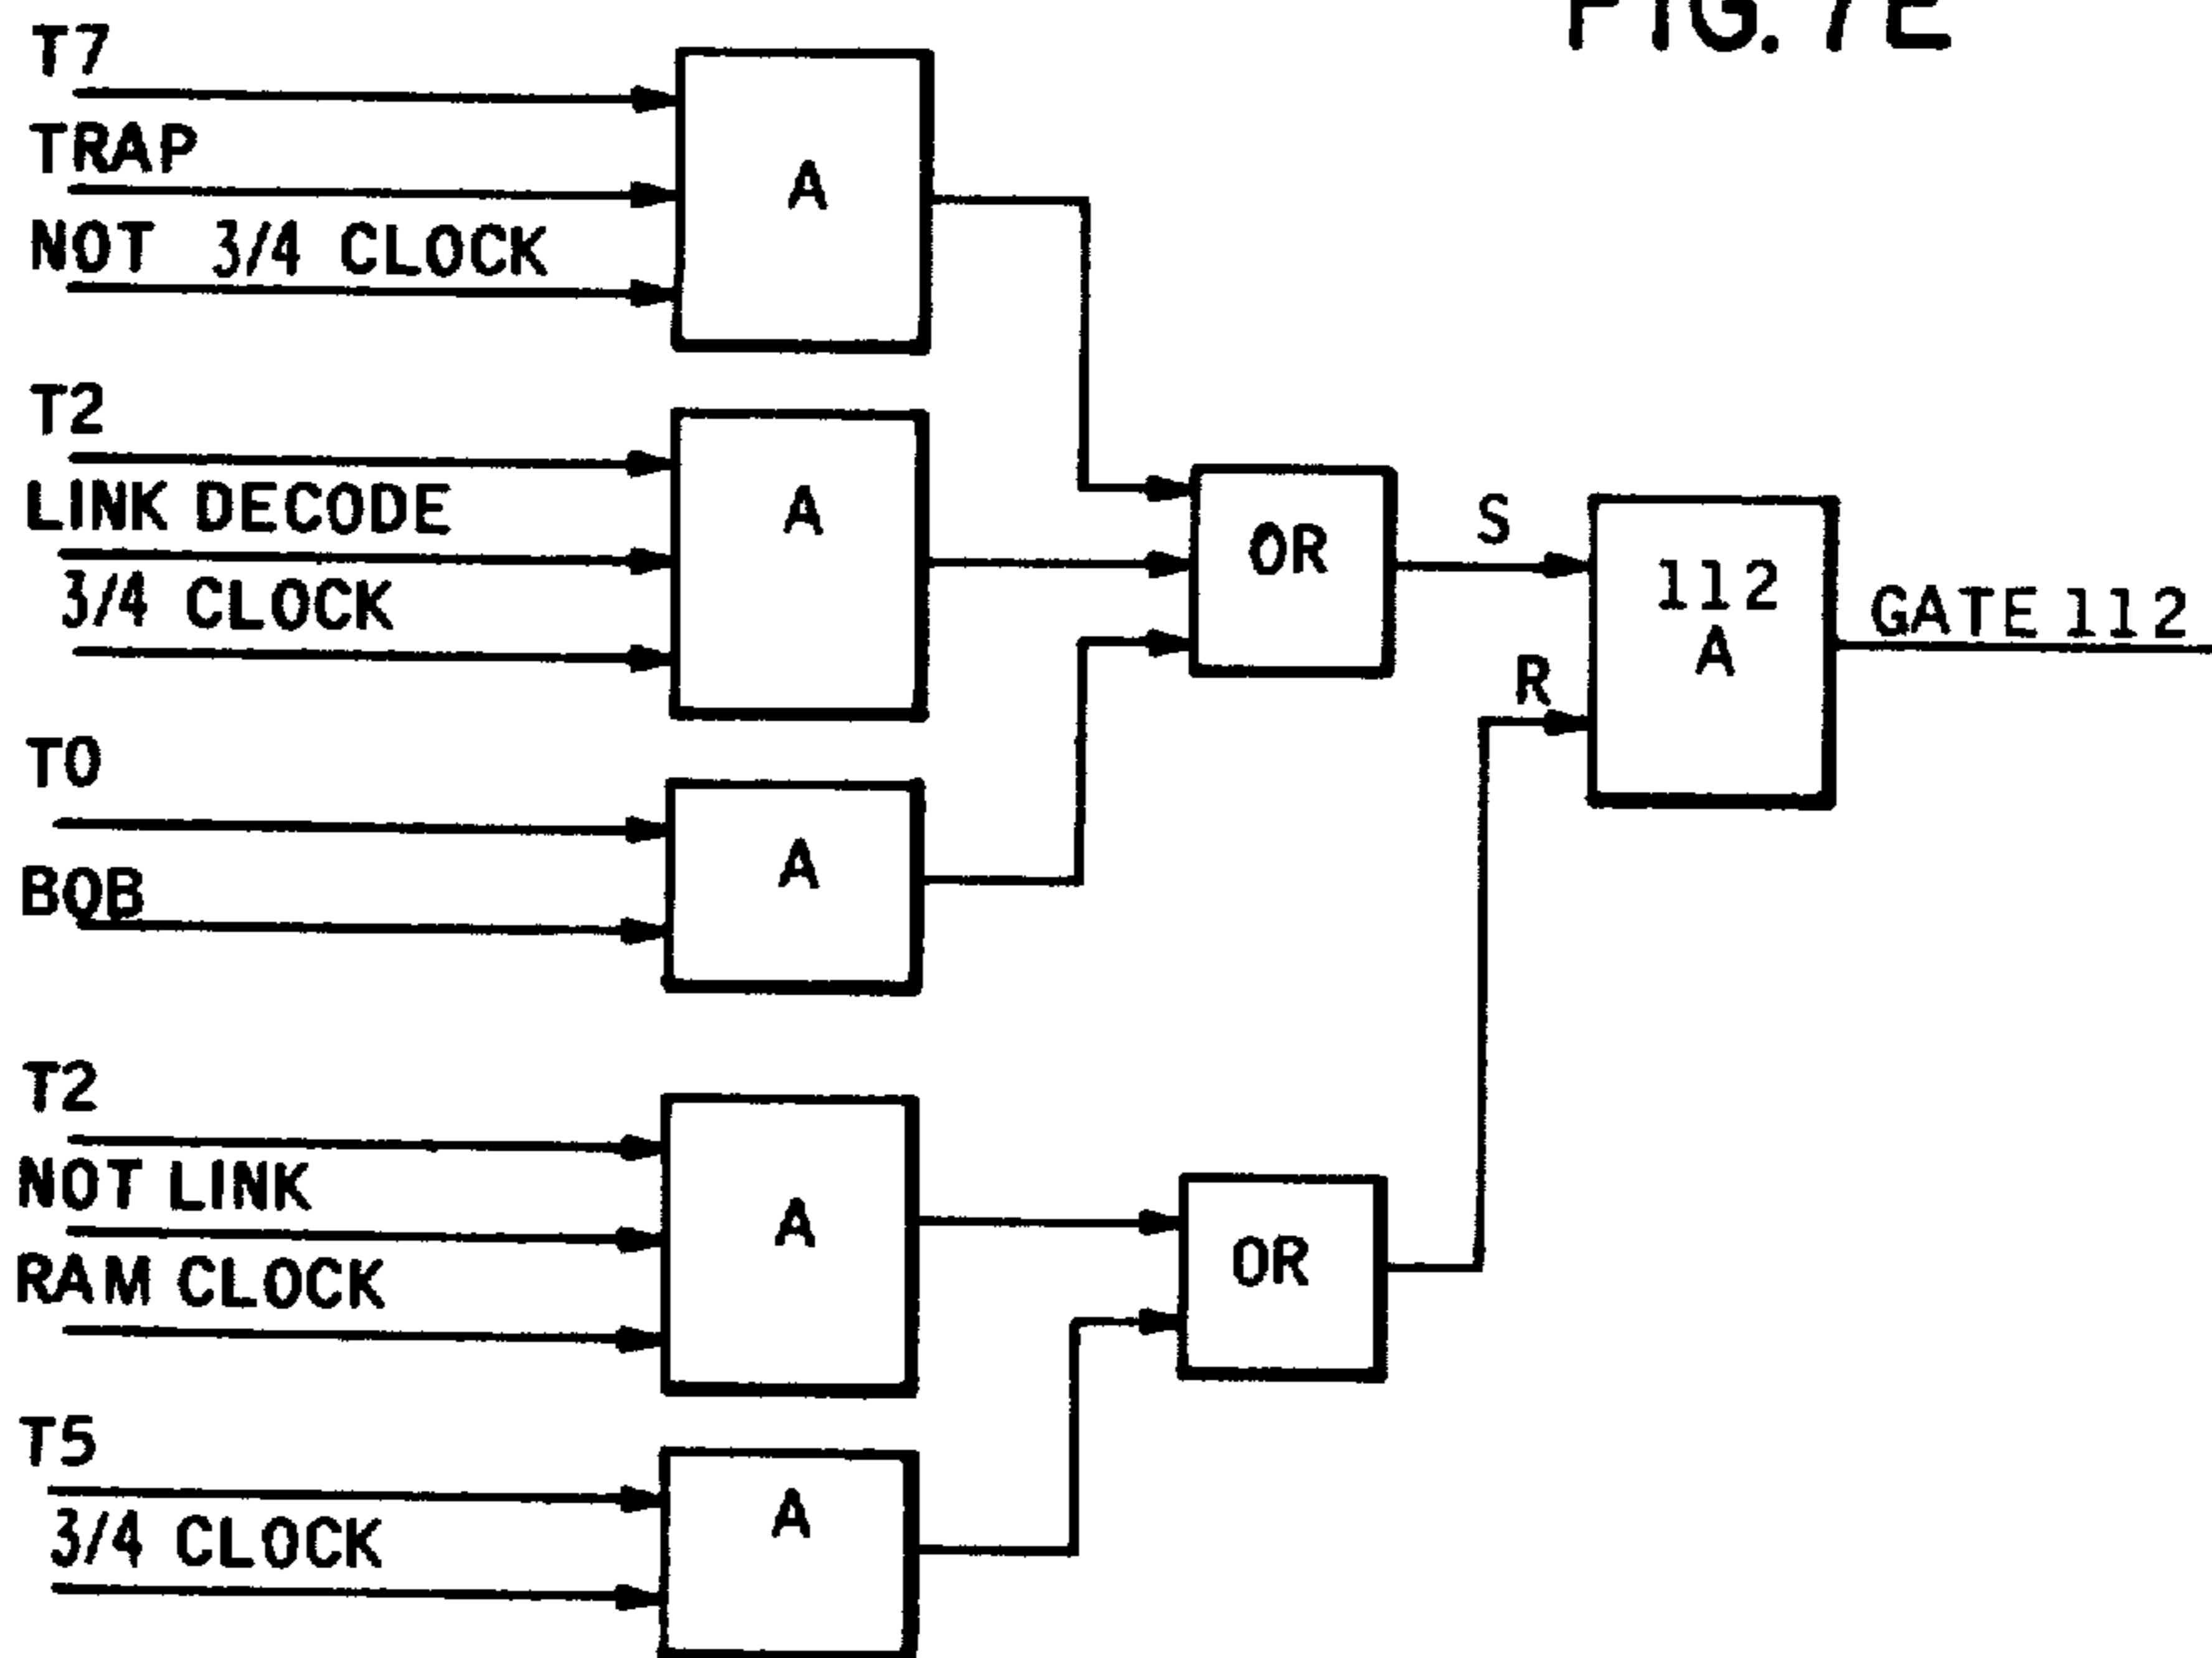 FIG. 7E
T7
TRAP
NOT 3/4 CLOCK
A
T2
LINK DECODE
3/4 CLOCK
A
T0
BOB
A
OR
S
R
112
A
GATE 112
T2
NOT LINK
RAM CLOCK
A
T5
3/4 CLOCK
A
OR